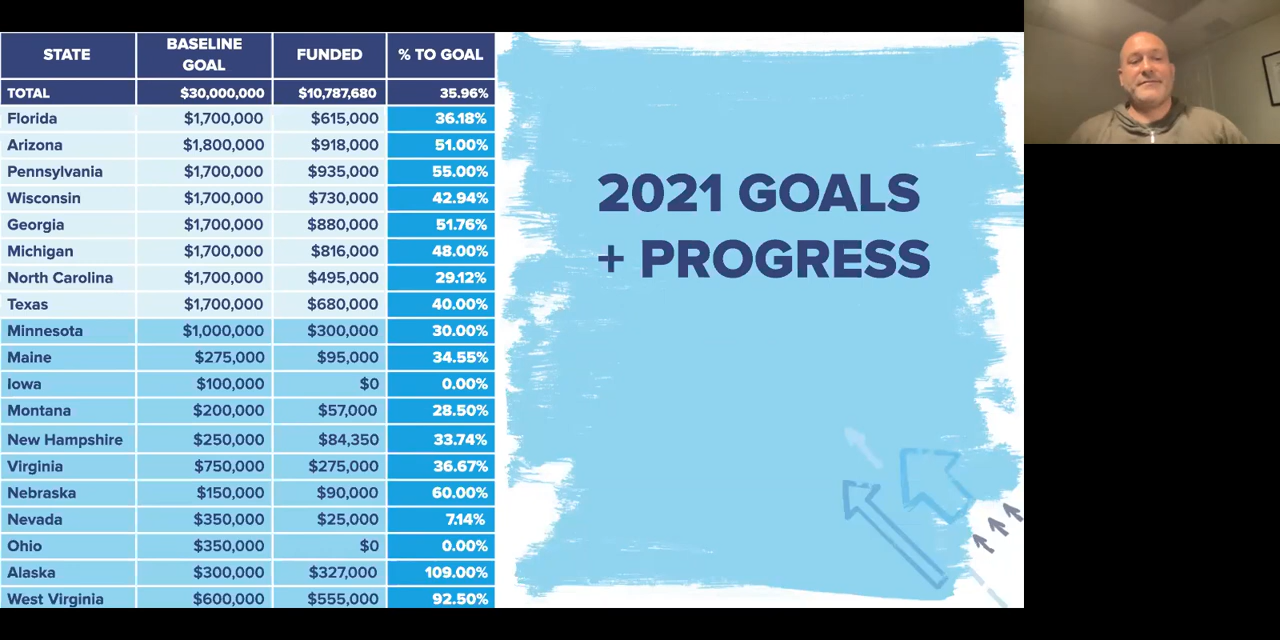 STATE BASELINE GOAL FUNDED % TO GOAL
TOTAL $30,000,000 $10,787,680 35.96%
Florida $1,700,000 $615,000 36.18%
Arizona $1,800,000 $918,000 51.00%
Pennsylvania $1,700,000 $935,000 55.00%
Wisconsin $1,700,000 $730,000 42.94%
Georgia $1,700,000 $880,000 51.76%
Michigan $1,700,000 $816,000 48.00%
North Carolina $1,700,000 $495,000 29.12%
Texas $1,700,000 $680,000 40.00%
Minnesota $1,000,000 $300,000 30.00%
Maine $275,000 $95,000 34.55%
Iowa $100,000 $0 0.00%
Montana $200,000 $57,000 28.50%
New Hampshire $250,000 $84,350 33.74%
Virginia $750,000 $275,000 36.67%
Nebraska $150,000 $90,000 60.00%
Nevada $350,000 $25,000 7.14%
Ohio $350,000 $0 0.00%
Alaska $300,000 $327,000 109.00%
West Virginia $600,000 $555,000 92.50%
2021 GOALS
+ PROGRESS